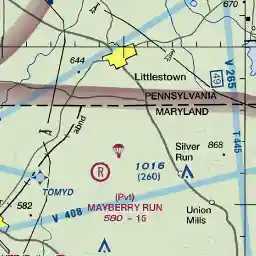 670
644
Littlestown
49
V 265
PENNSYLVANIA
MARYLAND
abnd
T 445
Silver
Run
868
1016
(260)
R
TOMYD
(Pvt)
MAYBERRY RUN
580 - 15
582
V 408
Union
Mills